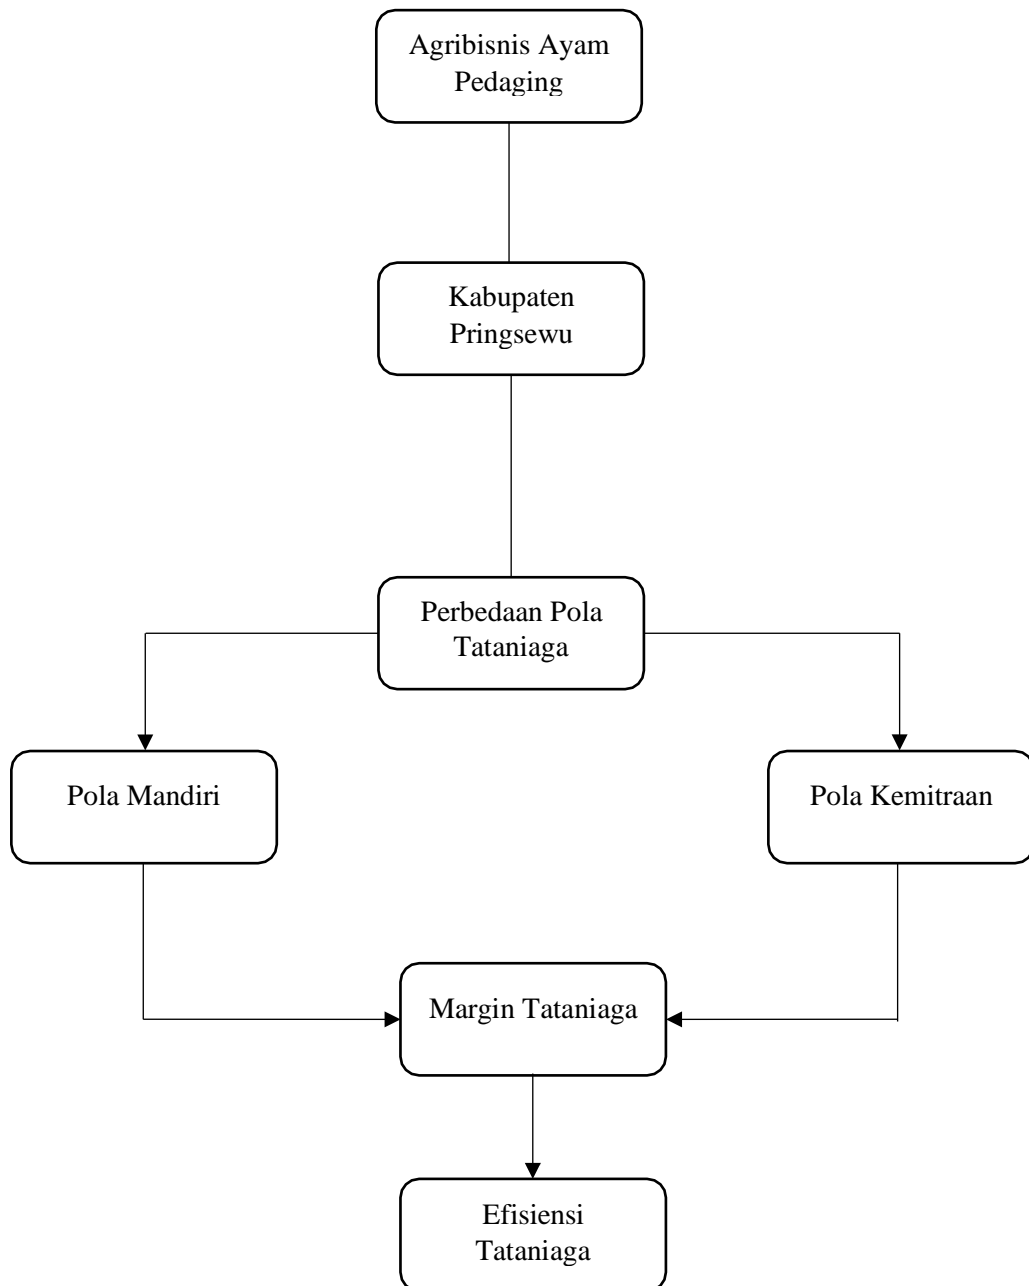 Agribisnis Ayam
Pedaging
Kabupaten
Pringsewu
Perbedaan Pola
Tataniaga
Pola Mandiri
Pola Kemitraan
Margin Tataniaga
Efisiensi
Tataniaga